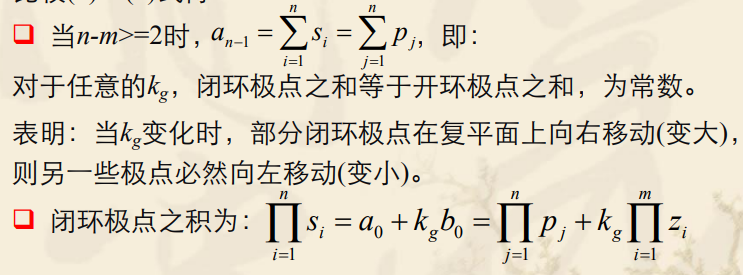 ❑ 当n-m>=2时, $a_{n-1} = \sum_{i=1}^{n} s_i = \sum_{j=1}^{n} p_j$, 即:
对于任意的$k_g$, 闭环极点之和等于开环极点之和，为常数。
表明：当$k_g$变化时，部分闭环极点在复平面上向右移动(变大),
则另一些极点必然向左移动(变小)。
❑ 闭环极点之积为: $\prod_{i=1}^{n} s_i = a_0 + k_g b_0 = \prod_{j=1}^{n} p_j + k_g \prod_{i=1}^{m} z_i$